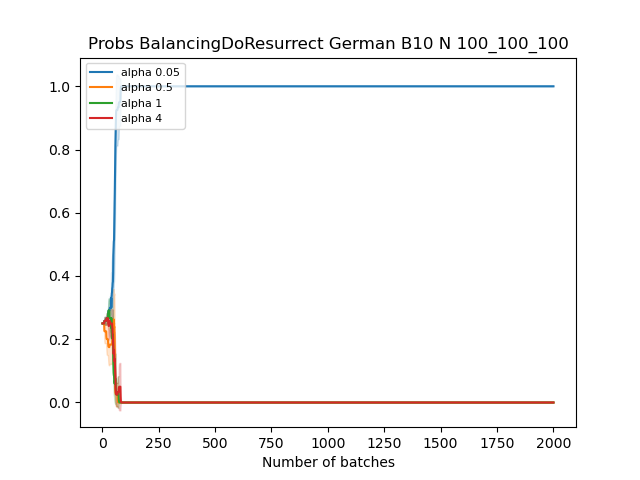 Probs BalancingDoResurrect German B10 N 100_100_100
1.0
0.8
0.6
0.4
0.2
0.0
alpha 0.05
alpha 0.5
alpha 1
alpha 4
0 250 500 750 1000 1250 1500 1750 2000
Number of batches